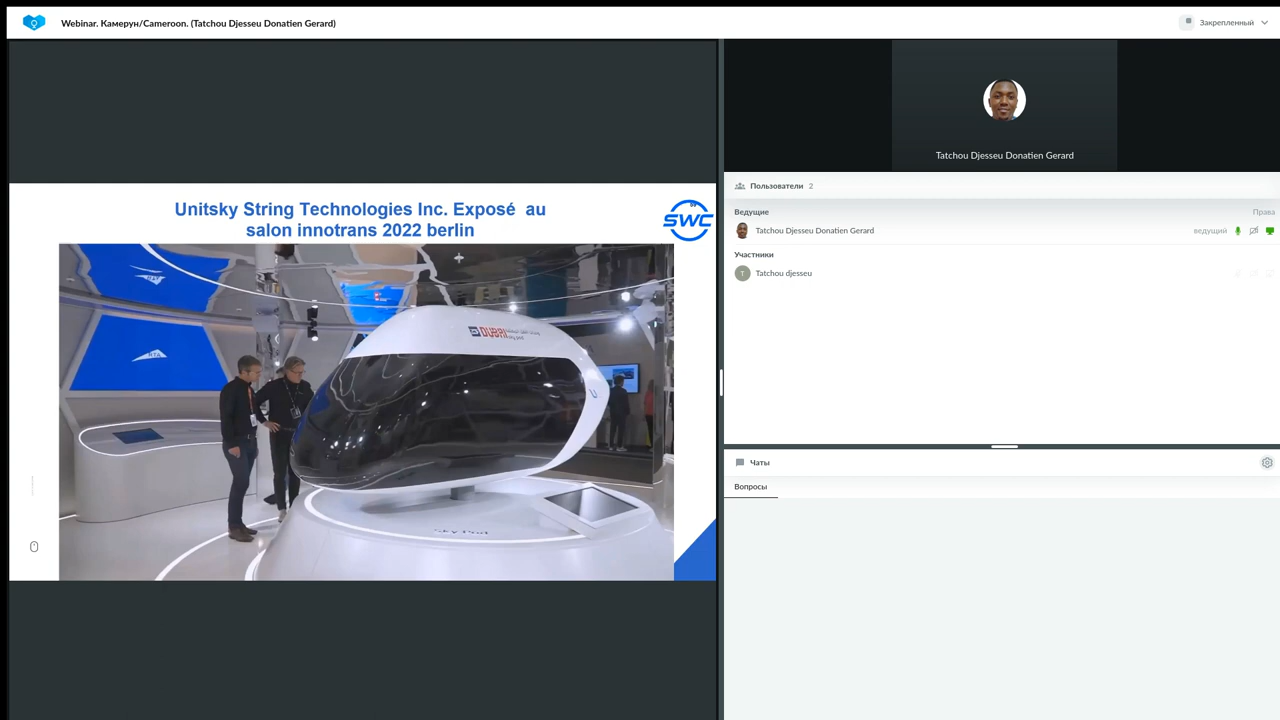 Webinar. Камерун/Cameroon. (Tatchou Djesseu Donatien Gerard)
Закрепленный
Unitsky String Technologies Inc. Exposé au
salon innotrans 2022 berlin
SWC
DUBAI
Tatchou Djesseu Donatien Gerard
Пользователи 2
Ведущие Права
Tatchou Djesseu Donatien Gerard ведущий
Участники
T Tatchou djesseu
Чаты
Вопросы